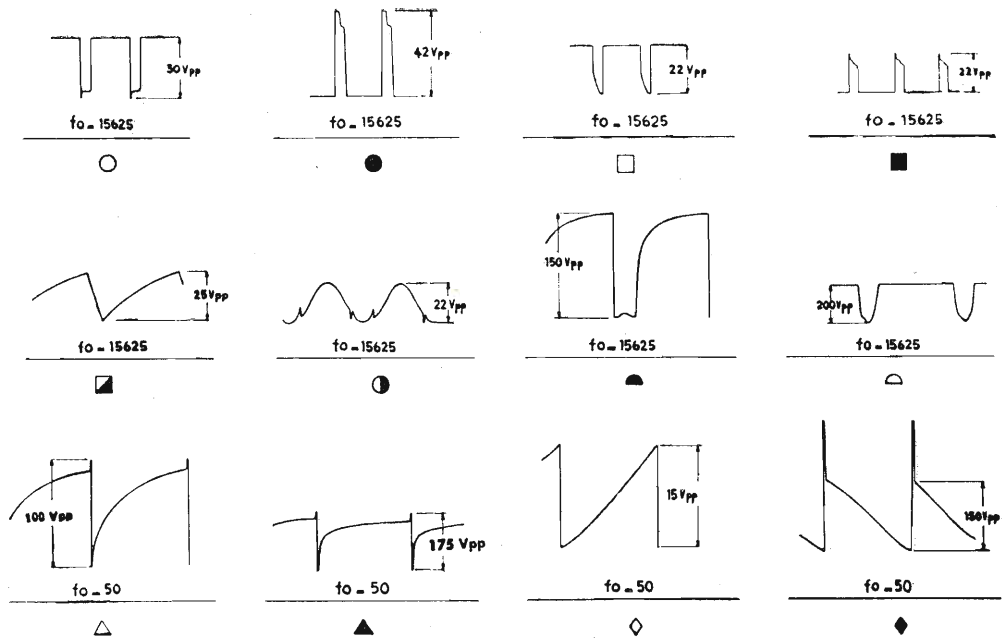 30 Vpp
42 Vpp
22 Vpp
22 Vpp
fo = 15625
fo = 15625
fo = 15625
fo = 15625
25 Vpp
22 Vpp
150 Vpp
200 Vpp
fo = 15625
fo = 15625
fo = 15625
fo = 15625
100 Vpp
175 Vpp
15 Vpp
180 Vpp
fo = 50
fo = 50
fo = 50
fo = 50